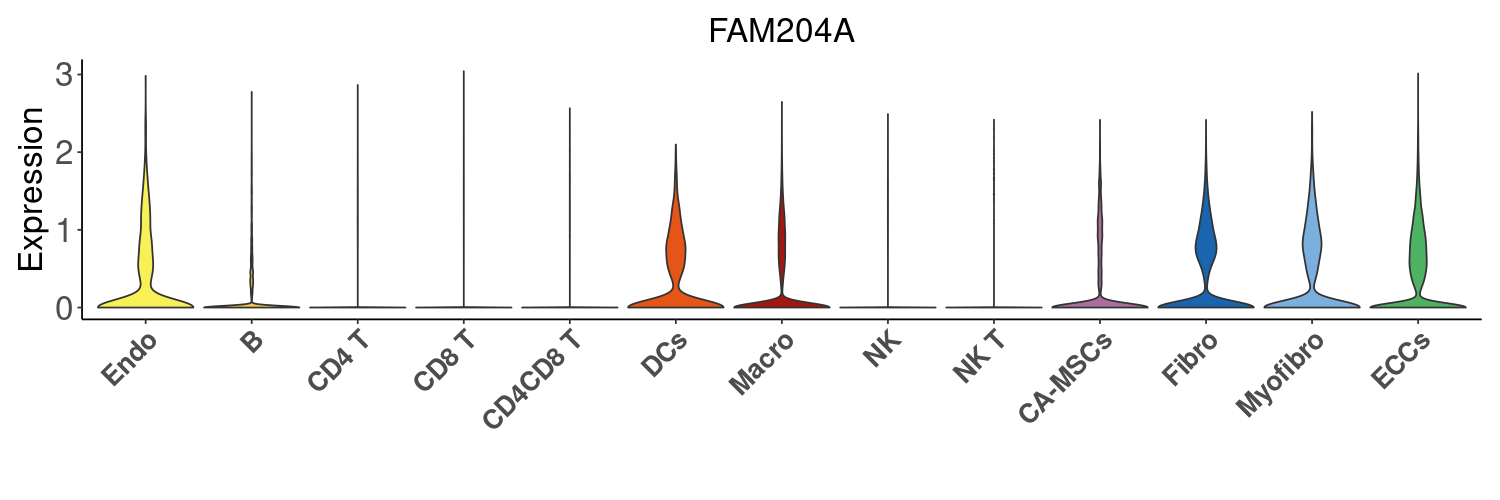 FAM204A
Expression
3
2
1
0
Endo
B
CD4 T
CD8 T
CD4CD8 T
DCs
Macro
NK
NK T
CA-MSCs
Fibro
Myofibro
ECCs